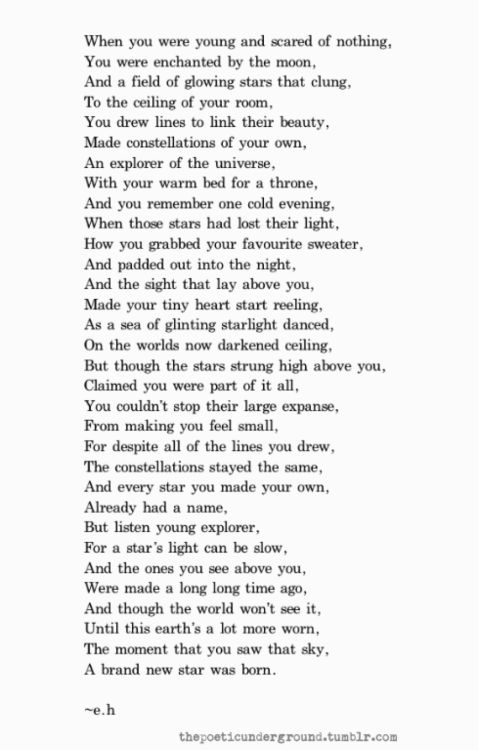 When you were young and scared of nothing,
You were enchanted by the moon,
And a field of glowing stars that clung,
To the ceiling of your room,
You drew lines to link their beauty,
Made constellations of your own,
An explorer of the universe,
With your warm bed for a throne,
And you remember one cold evening,
When those stars had lost their light,
How you grabbed your favourite sweater,
And padded out into the night,
And the sight that lay above you,
Made your tiny heart start reeling,
As a sea of glinting starlight danced,
On the worlds now darkened ceiling,
But though the stars strung high above you,
Claimed you were part of it all,
You couldn't stop their large expanse,
From making you feel small,
For despite all of the lines you drew,
The constellations stayed the same,
And every star you made your own,
Already had a name,
But listen young explorer,
For a star's light can be slow,
And the ones you see above you,
Were made a long long time ago,
And though the world won't see it,
Until this earth's a lot more worn,
The moment that you saw that sky,
A brand new star was born.
~e.h
thepoeticunderground.tumblr.com